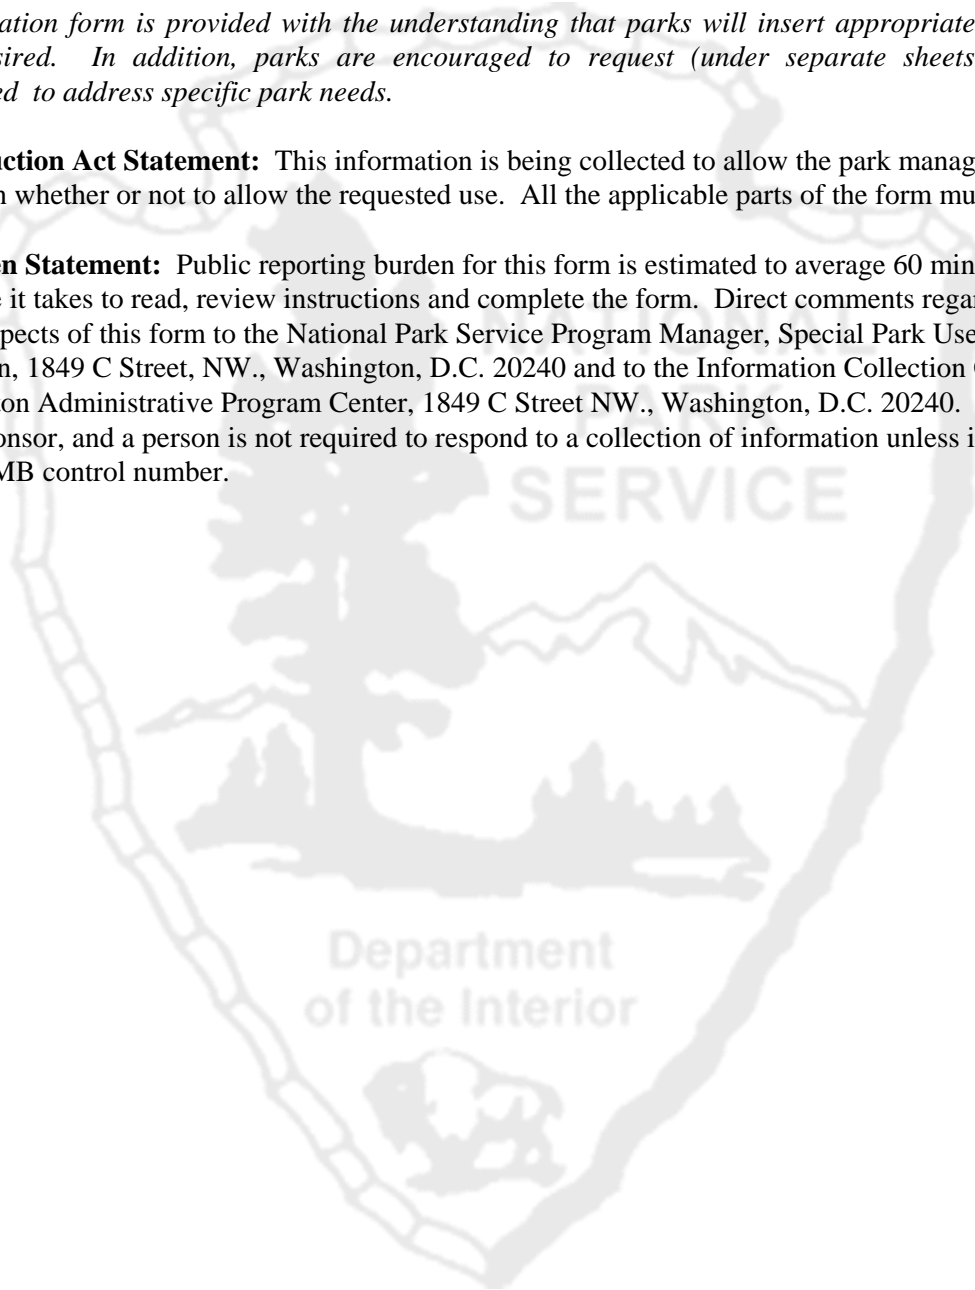 ation form is provided with the understanding that parks will insert appropriate
sired. In addition, parks are encouraged to request (under separate sheets
ed to address specific park needs.
uction Act Statement: This information is being collected to allow the park manag
n whether or not to allow the requested use. All the applicable parts of the form mu
en Statement: Public reporting burden for this form is estimated to average 60 min
e it takes to read, review instructions and complete the form. Direct comments regar
pects of this form to the National Park Service Program Manager, Special Park Use
n, 1849 C Street, NW., Washington, D.C. 20240 and to the Information Collection
ton Administrative Program Center, 1849 C Street NW., Washington, D.C. 20240.
onsor, and a person is not required to respond to a collection of information unless i
MB control number.
NATIONAL
PARK
SERVICE
Department
of the Interior